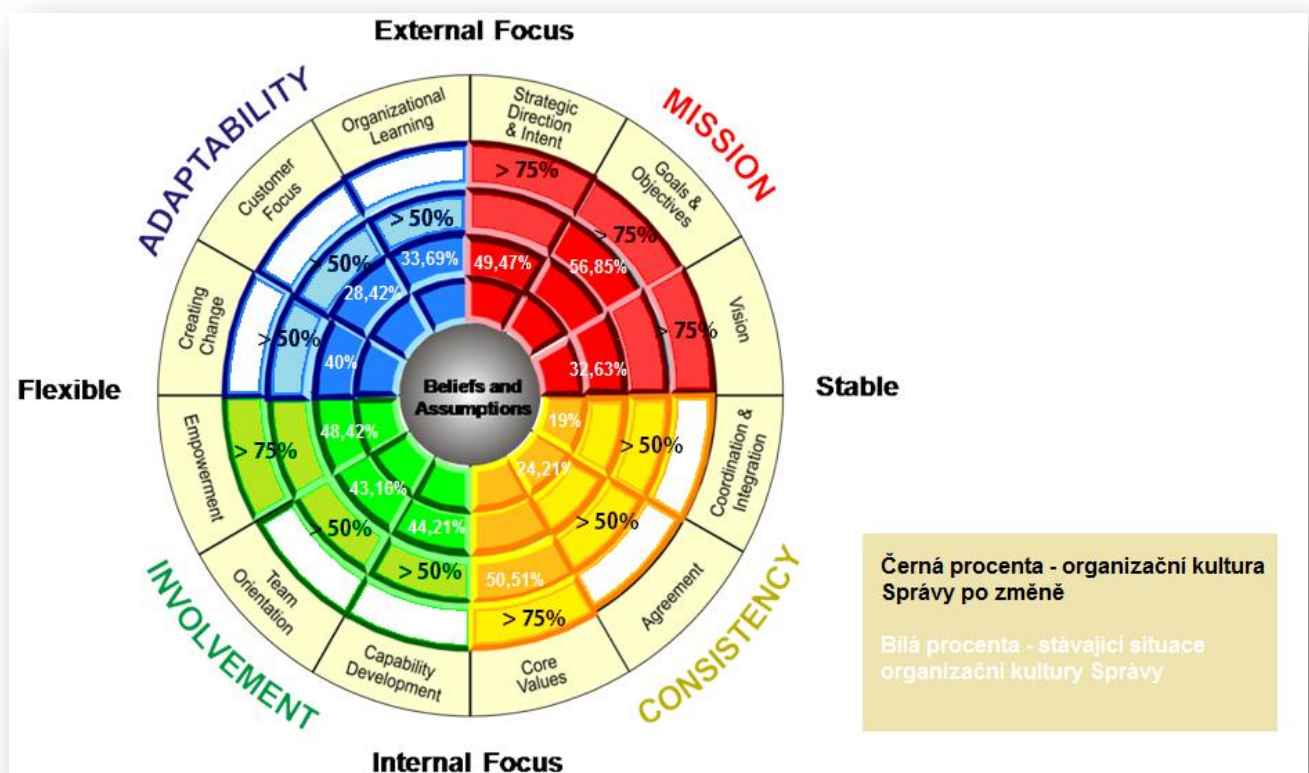 External Focus
ADAPTABILITY
MISSION
Organizational
Learning
Strategic
Direction
& Intent
Customer
Focus
Goals &
Objectives
Creating
Change
Vision
> 75%
> 50%
> 75%
33,69%
49,47%
56,85%
> 50%
28,42%
> 50%
40%
> 75%
32,63%
Flexible
Beliefs and
Assumptions
Stable
Empowerment
> 75%
48,42%
19%
> 50%
Coordination &
Integration
43,16%
24,21%
> 50%
44,21%
> 50%
> 50%
50,51%
> 75%
Team
Orientation
Capability
Development
Core
Values
Agreement
INVOLVEMENT
CONSISTENCY
Internal Focus
Černá procenta - organizační kultura
Správy po změně
Bílá procenta - stávající situace
organizační kultury Správy